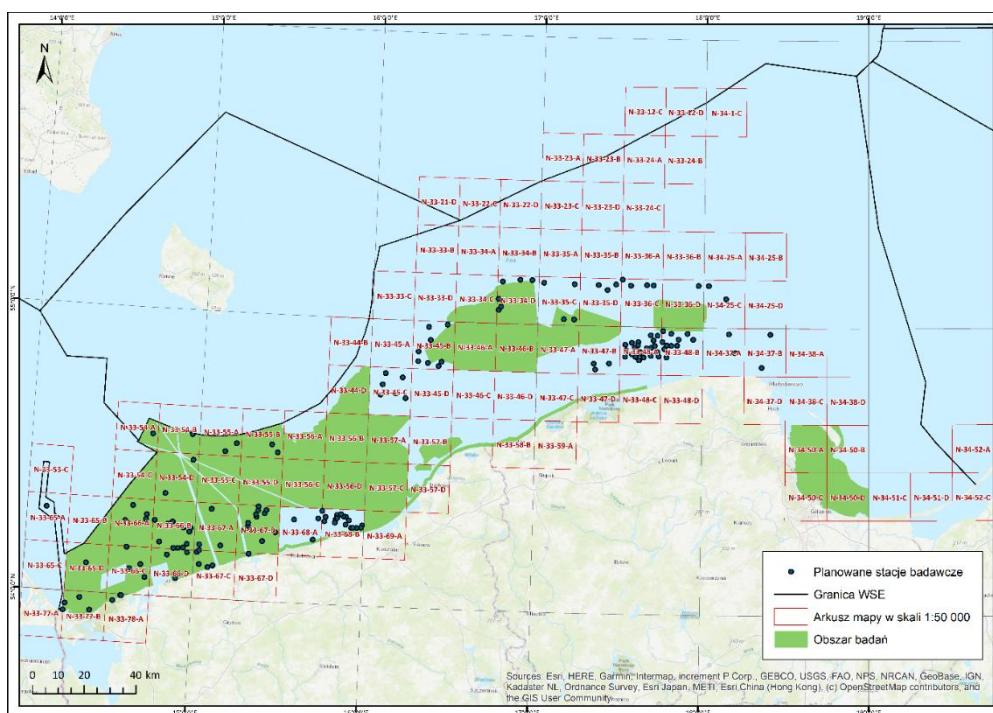 14°0'0"E 15°0'0"E 16°0'0"E 17°0'0"E 18°0'0"E 19°0'0"E
N
N-33-12-C N-33-12-D N-34-1-C
N-33-23-A N-33-23-B N-33-24-A N-33-24-B
N-33-21-D N-33-22-C N-33-22-D N-33-23-C N-33-23-D N-33-24-C
N-33-33-B N-33-34-A N-33-34-B N-33-35-A N-33-35-B N-33-36-A N-33-36-B N-34-25-A N-34-25-B
N-33-33-C N-33-33-D N-33-34-C N-33-34-D N-33-35-C N-33-35-D N-33-36-C N-33-36-D N-34-25-C N-34-25-D
N-33-44-B N-33-45-A N-33-45-B N-33-46-A N-33-46-B N-33-47-A N-33-47-B N-33-48-A N-33-48-B N-34-37-A N-34-37-B N-34-38-A
N-33-44-D N-33-45-C N-33-45-D N-33-46-C N-33-46-D N-33-47-C N-33-47-D N-33-48-C N-33-48-D N-34-37-D N-34-38-C N-34-38-D
N-33-54-A N-33-54-B N-33-55-A N-33-55-B N-33-56-A N-33-56-B N-33-57-A N-33-57-B N-33-58-B N-33-59-A N-34-50-A N-34-50-B N-34-52-A
N-33-53-C N-33-54-C N-33-54-D N-33-55-C N-33-55-D N-33-56-C N-33-56-D N-33-57-C N-33-57-D N-34-50-C N-34-50-D N-34-51-C N-34-51-D N-34-52-C
N-33-65-A N-33-65-B N-33-66-A N-33-66-B N-33-67-A N-33-67-B N-33-68-A N-33-68-B N-33-69-A
N-33-65-C N-33-65-D N-33-66-C N-33-66-D N-33-67-C N-33-67-D
N-33-77-A N-33-77-B N-33-78-A
Planowane stacje badawcze
Granica WSE
Arkusz mapy w skali 1:50 000
Obszar badań
0 10 20 40 km
Sources: Esri, HERE, Garmin, Intermap, increment P Corp., GEBCO, USGS, FAO, NPS, NRCAN, GeoBase, IGN,
Kadaster NL, Ordnance Survey, Esri Japan, METI, Esri China (Hong Kong), (c) OpenStreetMap contributors, and
the GIS User Community